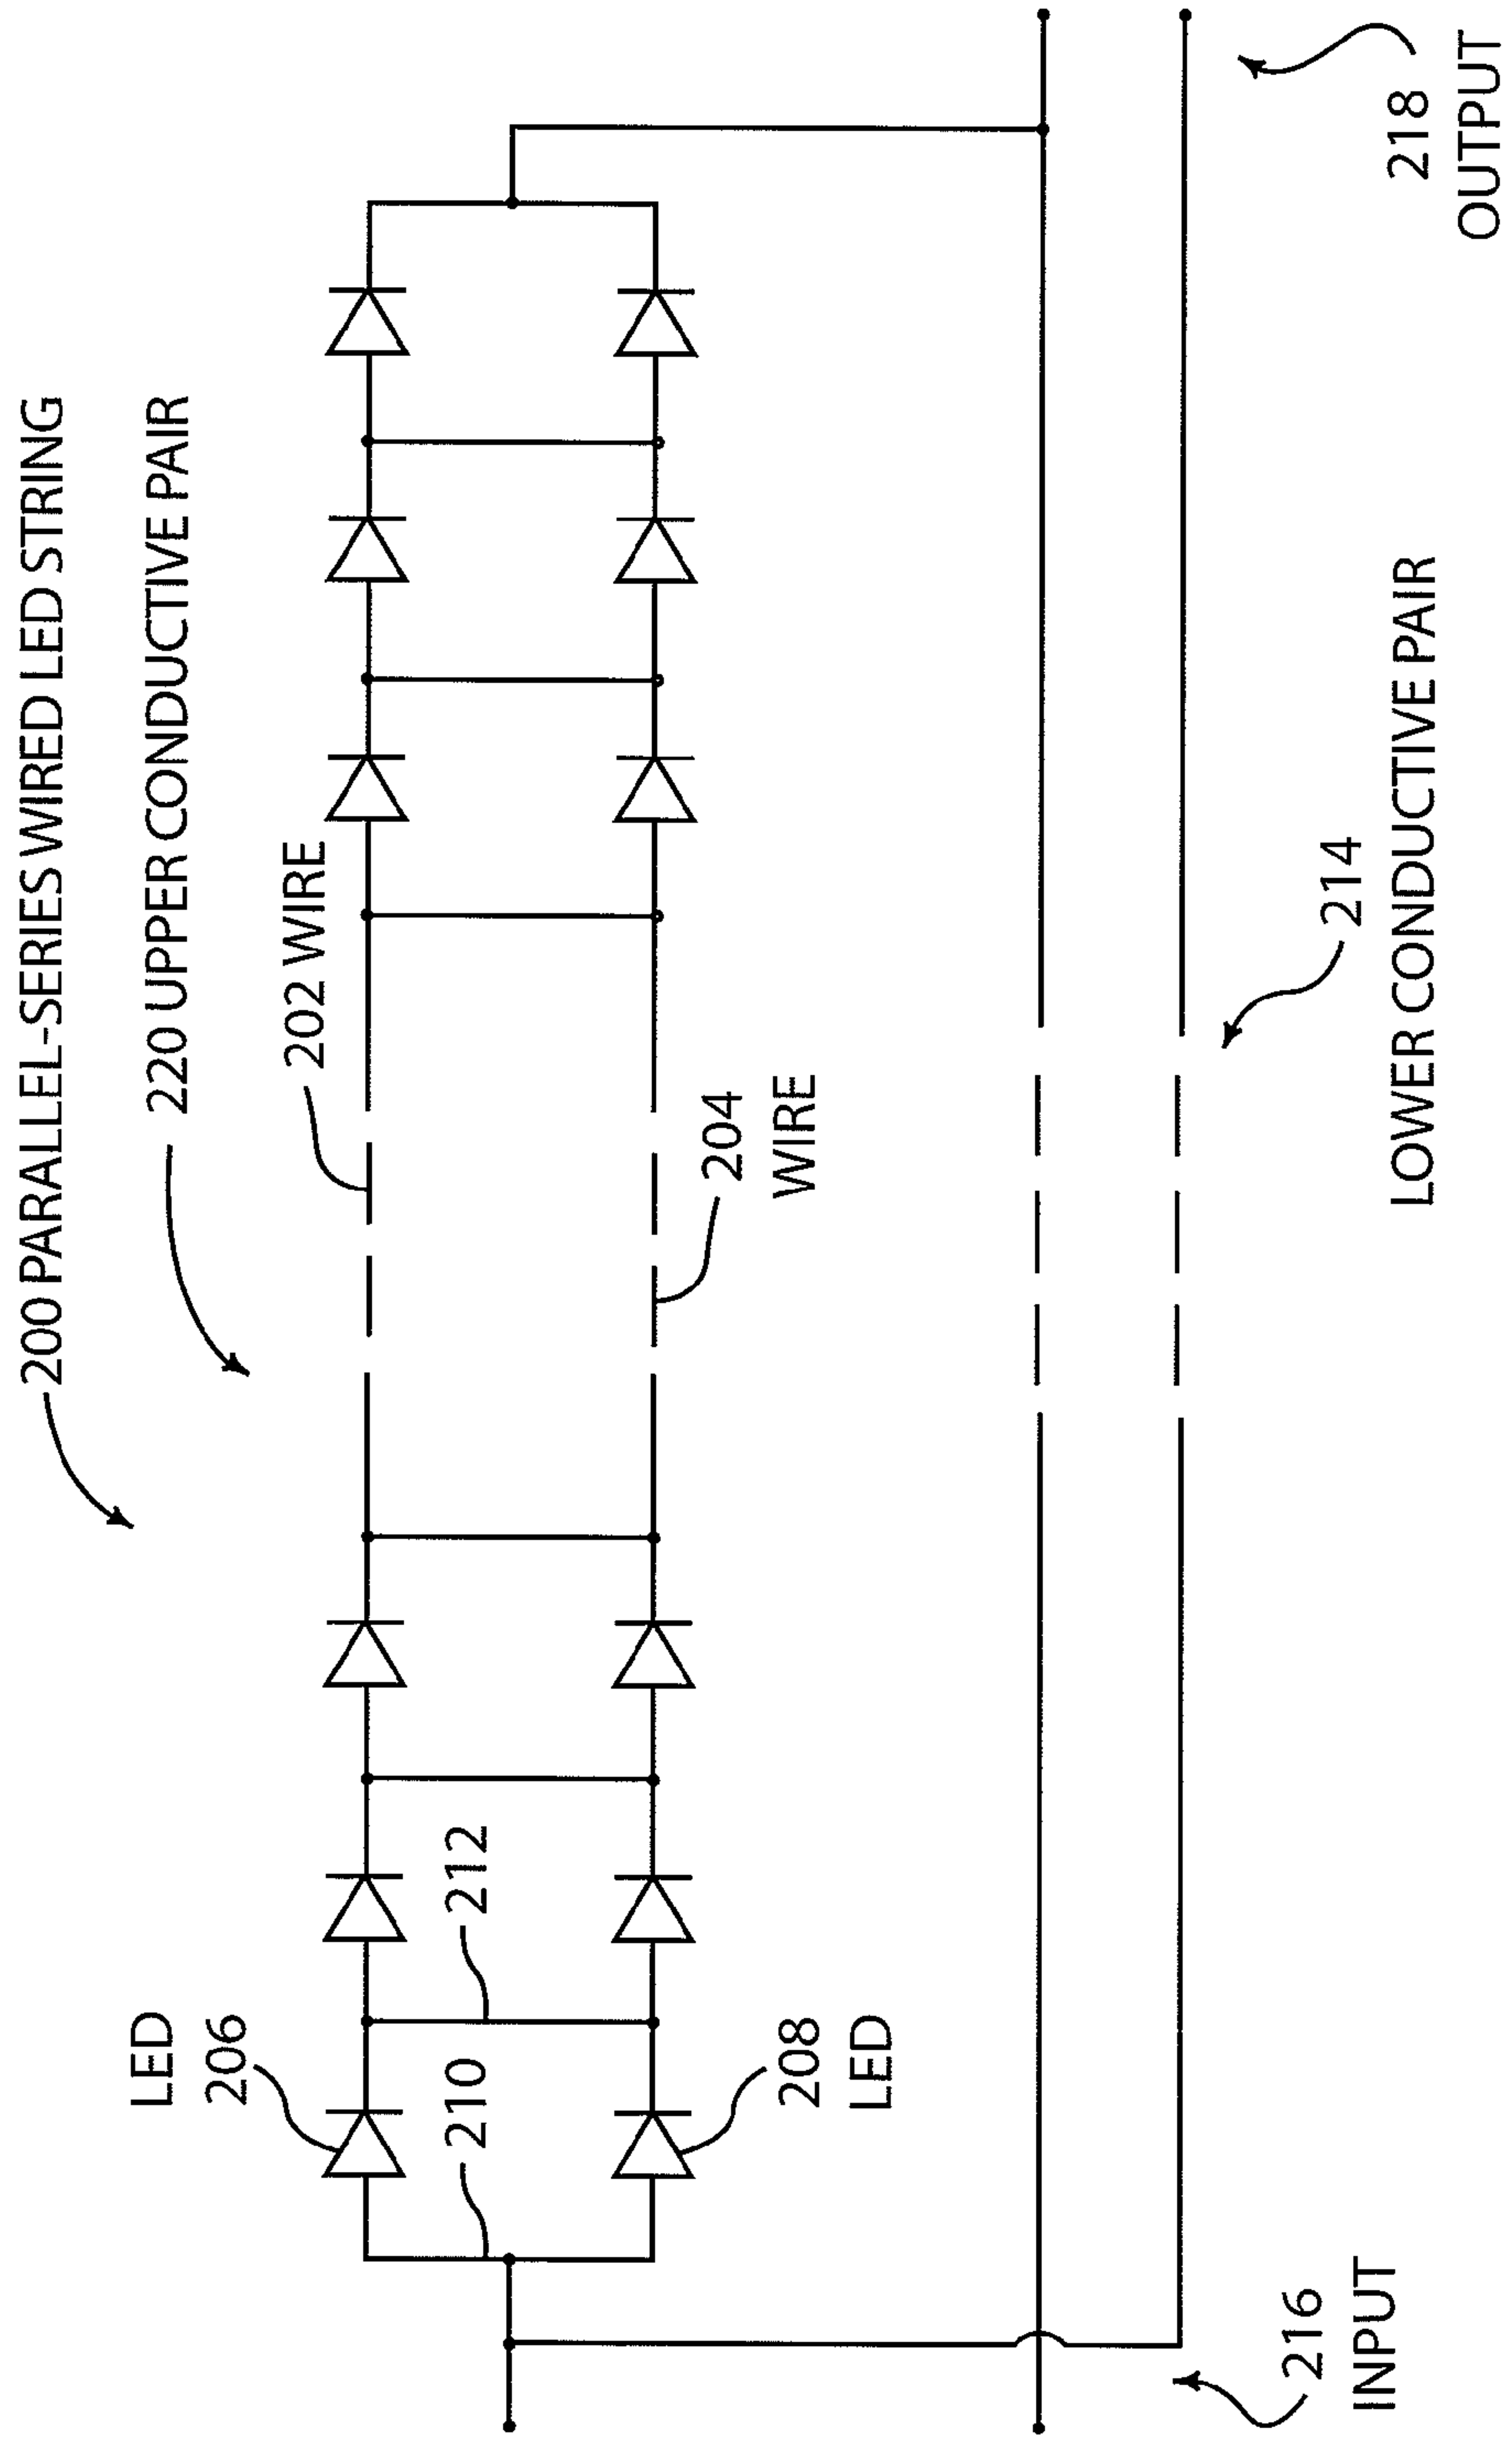 200 PARALLEL-SERIES WIRED LED STRING
220 UPPER CONDUCTIVE PAIR
202 WIRE
LED
206
210
212
208
LED
204
WIRE
216
INPUT
214
LOWER CONDUCTIVE PAIR
218
OUTPUT